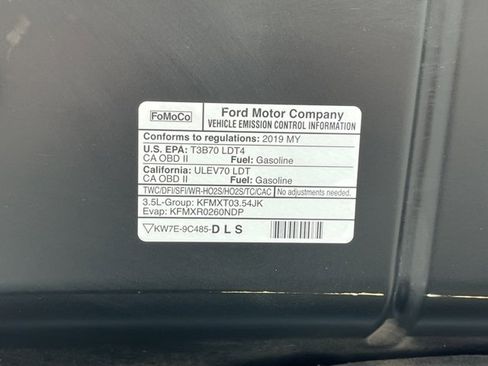 FoMoCo
Ford Motor Company
VEHICLE EMISSION CONTROL INFORMATION
Conforms to regulations: 2019 MY
U.S. EPA: T3B70 LDT4
CA OBD II Fuel: Gasoline
California: ULEV70 LDT
CA OBD II Fuel: Gasoline
TWC/DFI/SFI/WR-HO2S/HO2S/TC/CAC No adjustments needed.
3.5L-Group: KFMXT03.54JK
Evap: KFMXR0260NDP
KW7E-9C485-DLS